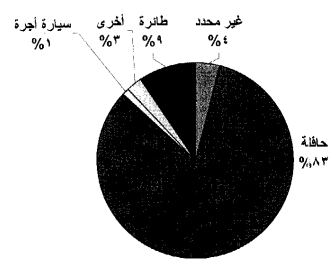 غير محدد
%٤
طائرة
%٩
أخرى
%٣
سيارة أجرة
%١
حافلة
%,٨٣